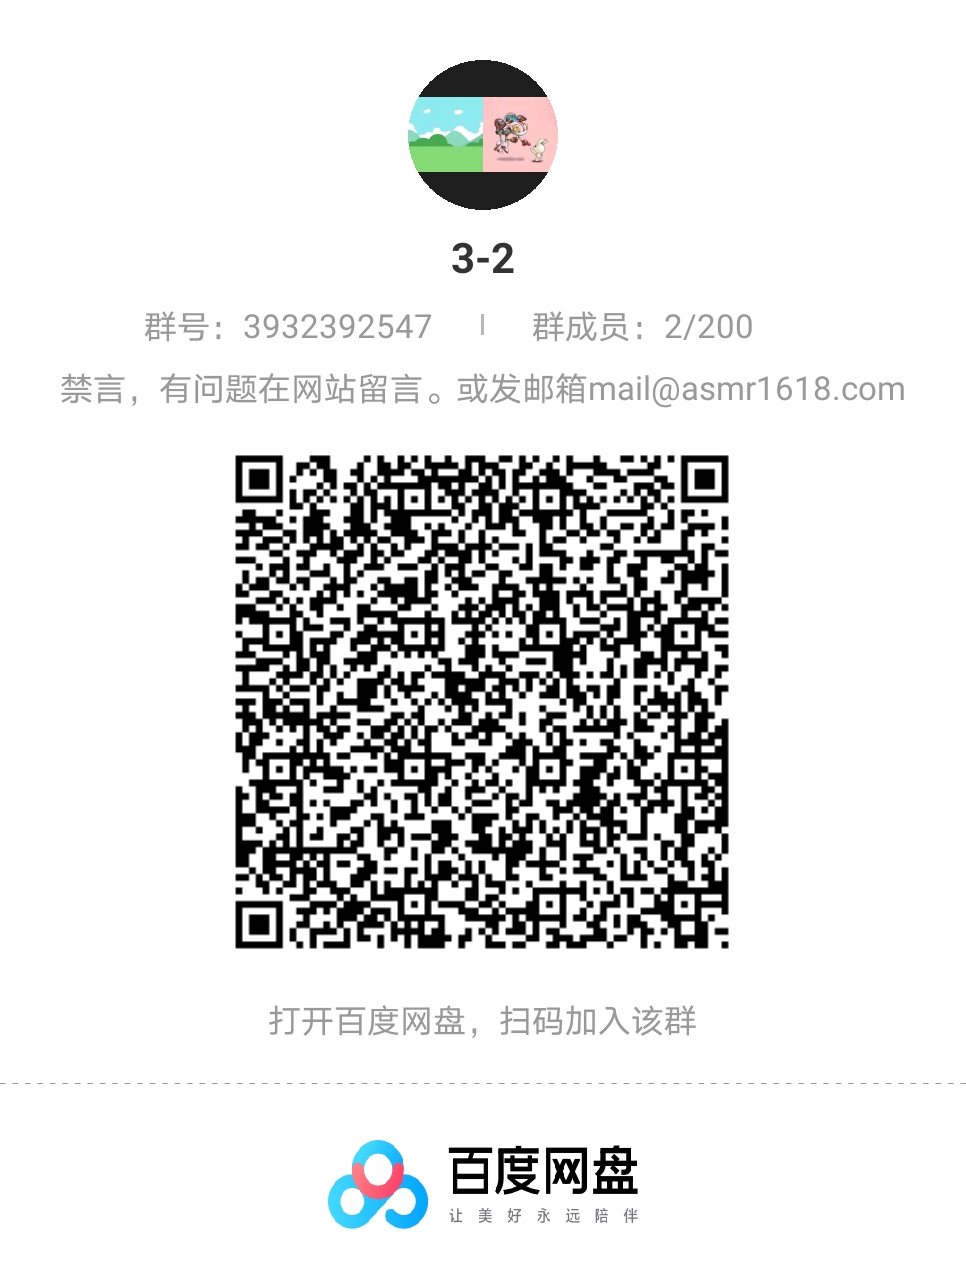 3-2
群号：3932392547 | 群成员：2/200
禁言，有问题在网站留言。或发邮箱mail@asmr1618.com
打开百度网盘，扫码加入该群
百度网盘
让美好永远陪伴